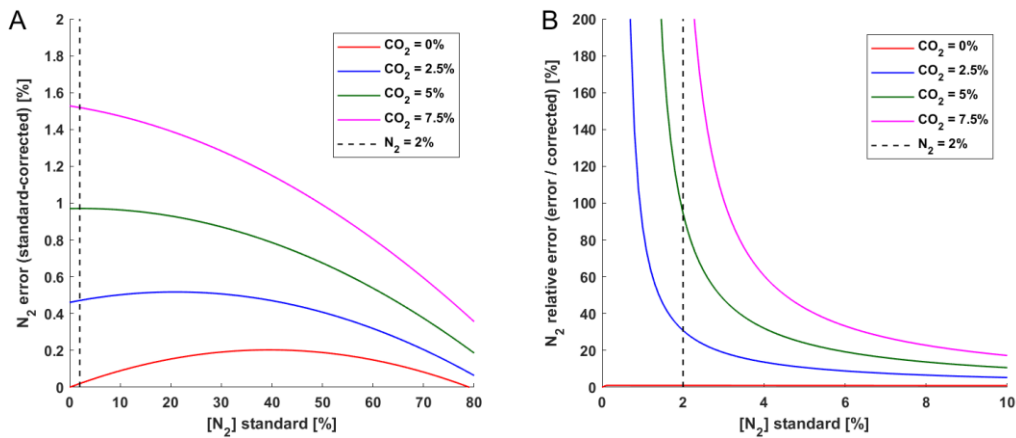 A
N₂ error (standard-corrected) [%]
2
1.8
1.6
1.4
1.2
1
0.8
0.6
0.4
0.2
0
0 10 20 30 40 50 60 70 80
[N₂] standard [%]
CO₂ = 0%
CO₂ = 2.5%
CO₂ = 5%
CO₂ = 7.5%
N₂ = 2%
B
N₂ relative error (error / corrected) [%]
200
180
160
140
120
100
80
60
40
20
0
0 2 4 6 8 10
[N₂] standard [%]
CO₂ = 0%
CO₂ = 2.5%
CO₂ = 5%
CO₂ = 7.5%
N₂ = 2%